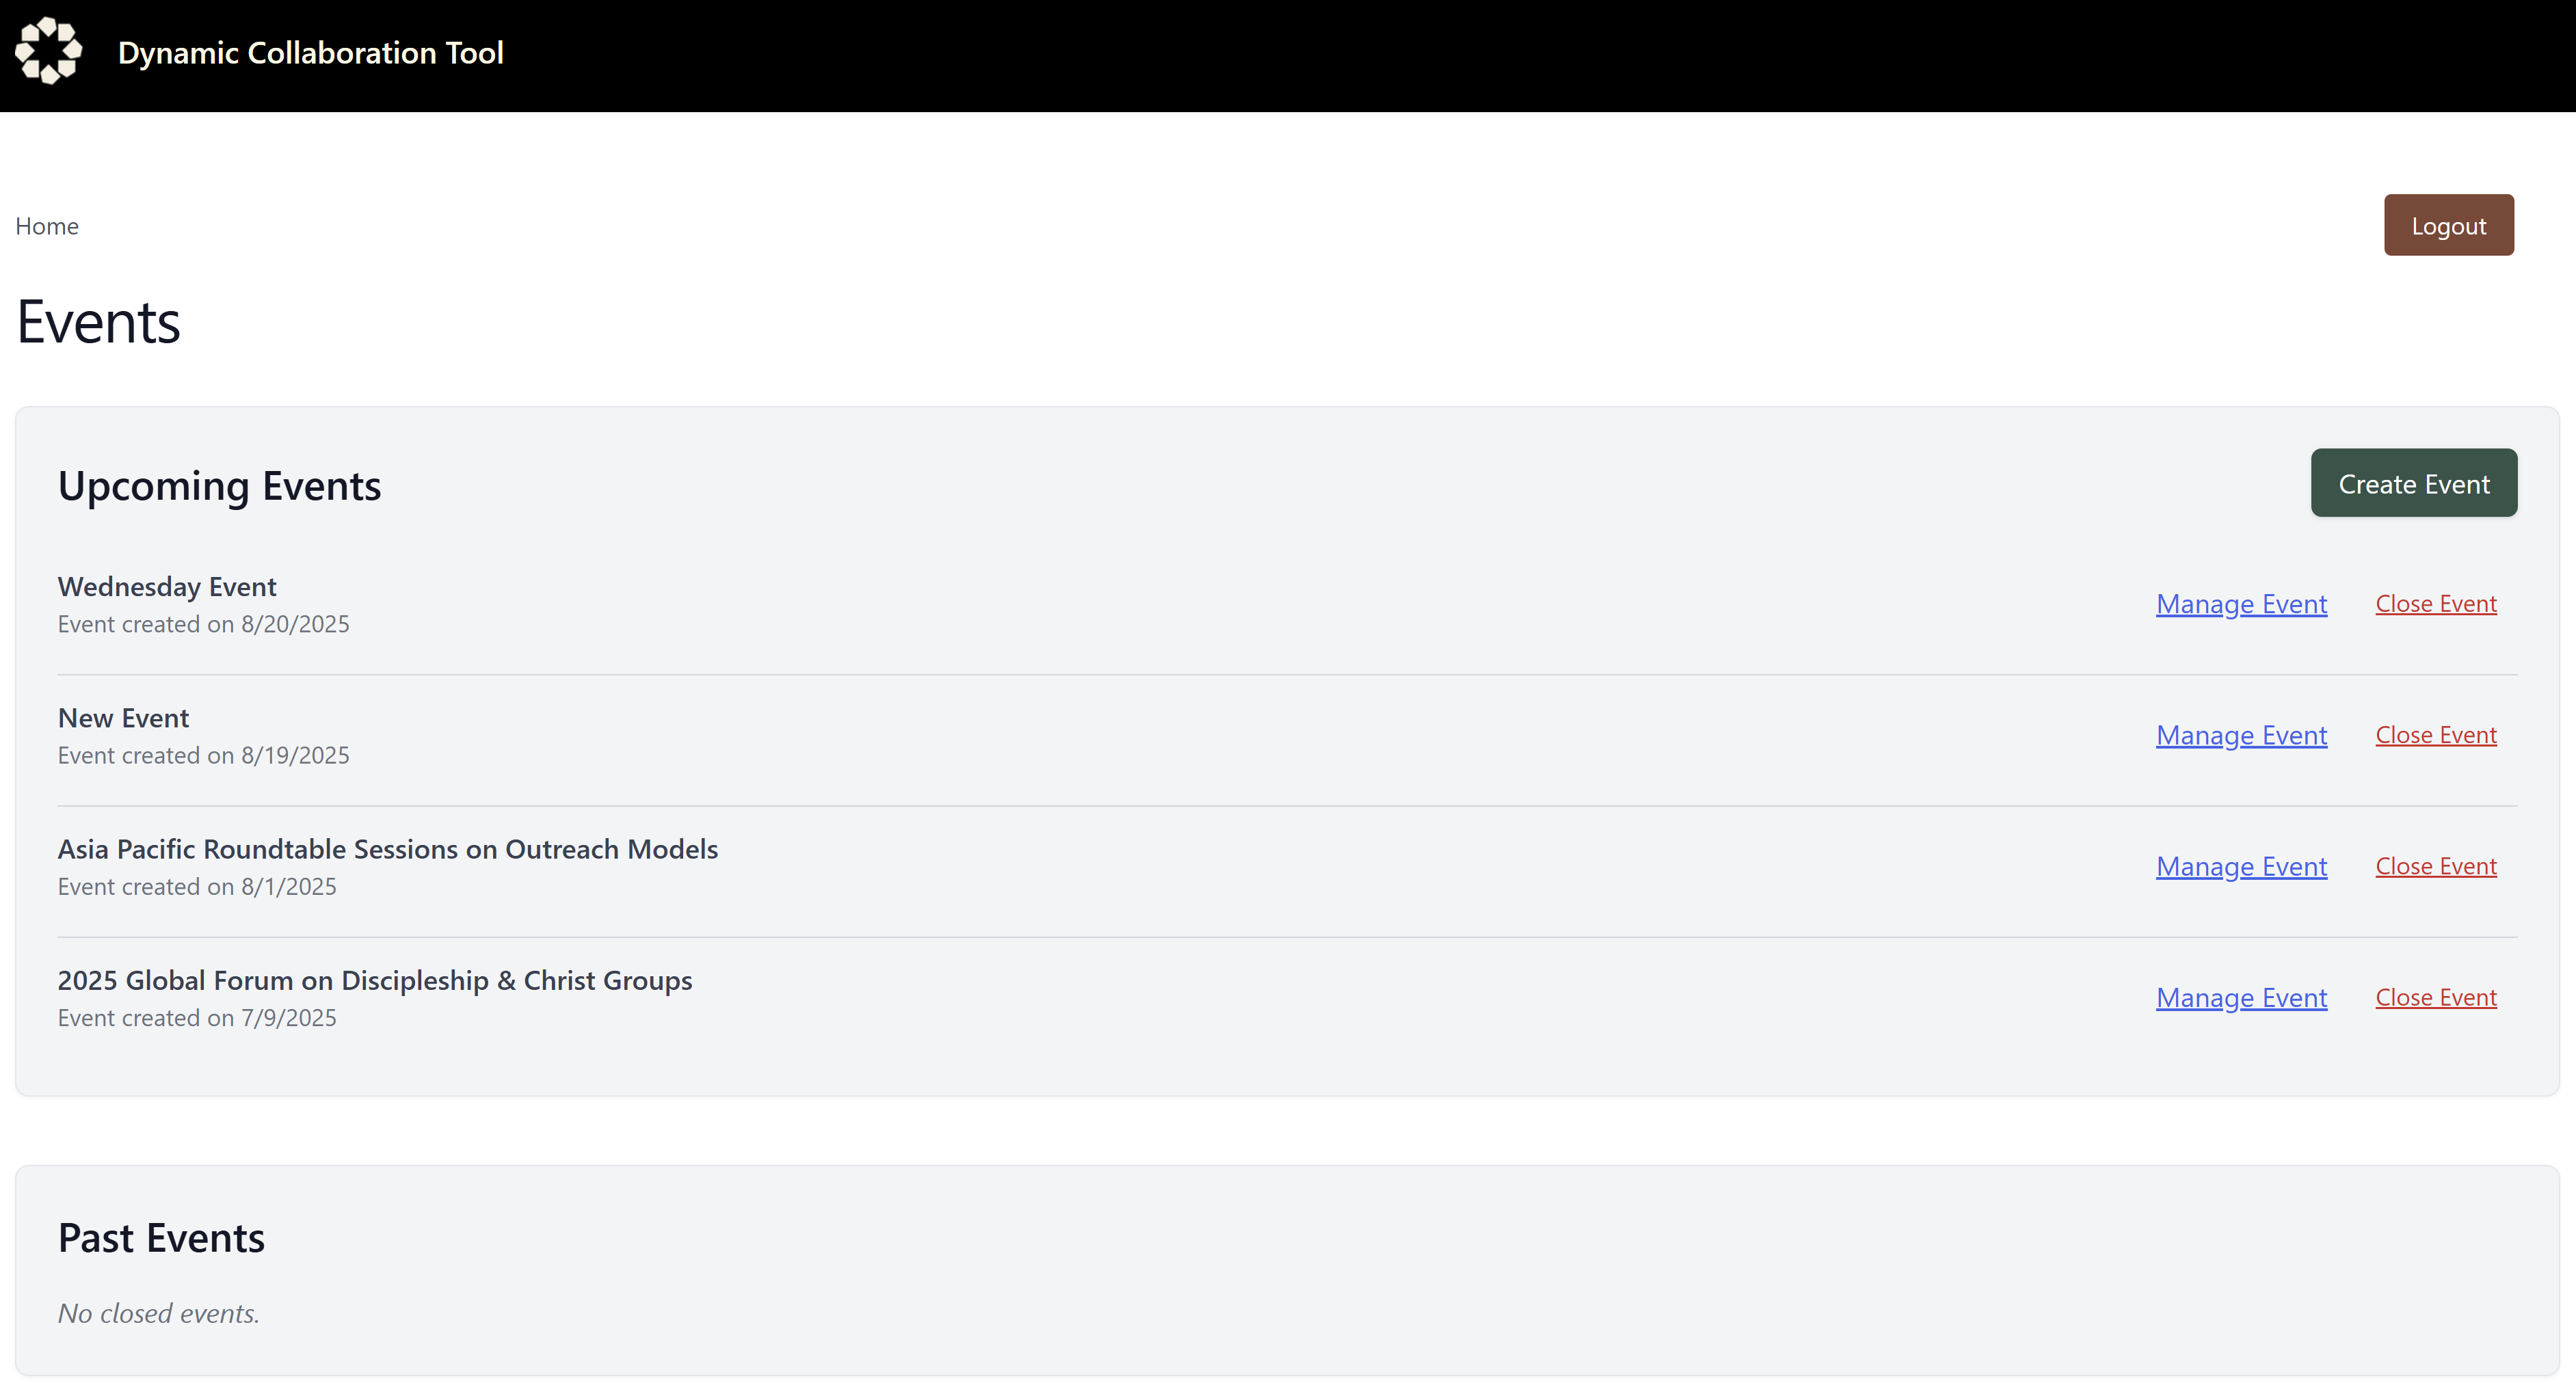 Dynamic Collaboration Tool
Home
Logout
Events
Upcoming Events
Create Event
Wednesday Event
Event created on 8/20/2025
Manage Event
Close Event
New Event
Event created on 8/19/2025
Manage Event
Close Event
Asia Pacific Roundtable Sessions on Outreach Models
Event created on 8/1/2025
Manage Event
Close Event
2025 Global Forum on Discipleship & Christ Groups
Event created on 7/9/2025
Manage Event
Close Event
Past Events
No closed events.